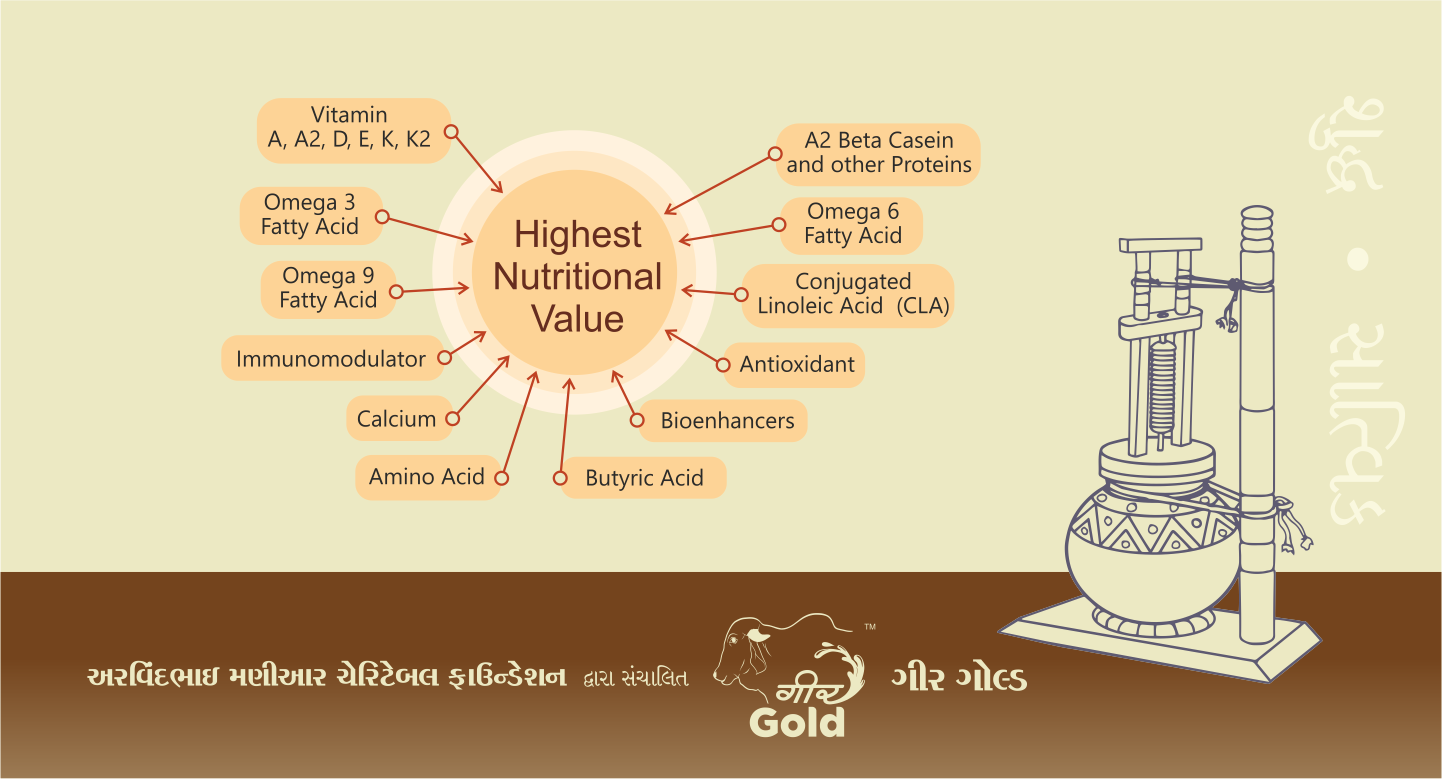 Vitamin
A, A2, D, E, K, K2
Omega 3
Fatty Acid
Omega 9
Fatty Acid
Immunomodulator
Calcium
Amino Acid
Highest
Nutritional
Value
A2 Beta Casein
and other Proteins
Omega 6
Fatty Acid
Conjugated
Linoleic Acid (CLA)
Antioxidant
Bioenhancers
Butyric Acid
અરવિંદભાઇ મણીઆર ચેરિટેબલ ફાઉન્ડેશન દ્વારા સંચાલિત
TM
गीर
Gold
ગીર ગોલ્ડ